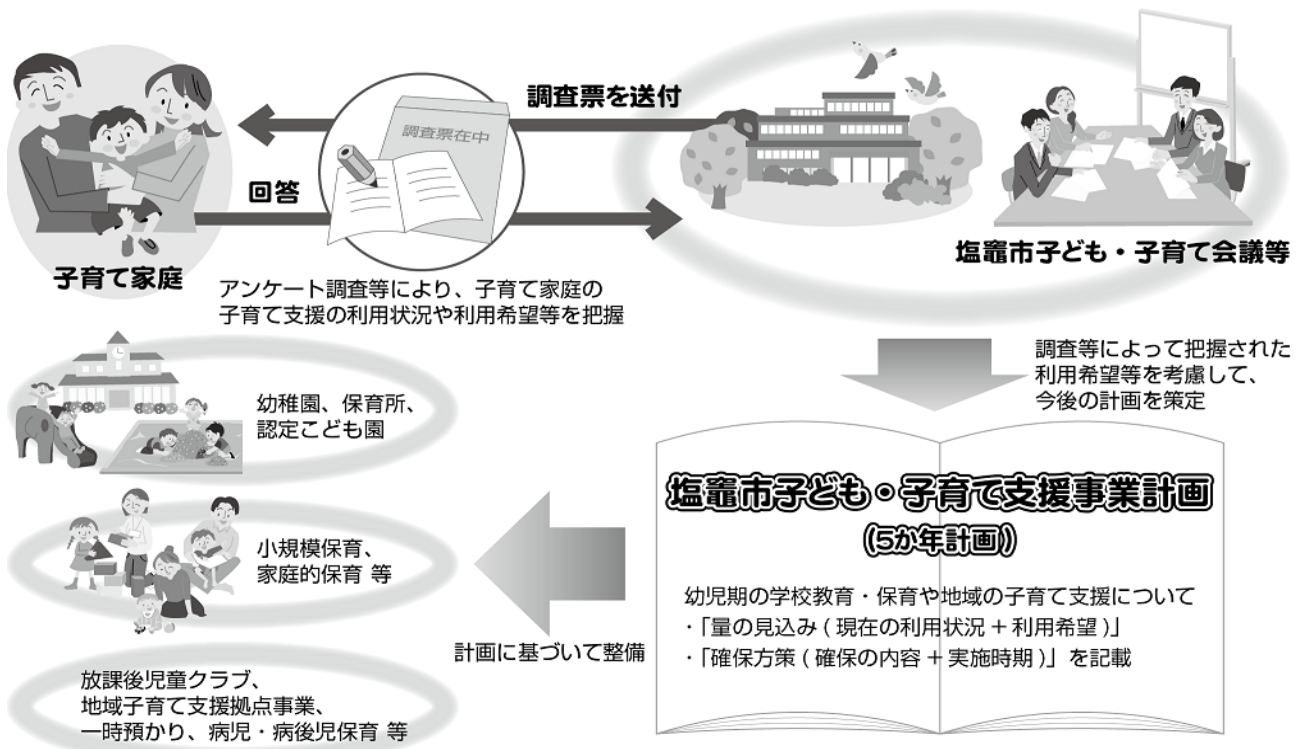 調査票を送付
調査票在中
回答
子育て家庭
塩竈市子ども・子育て会議等
アンケート調査等により、子育て家庭の
子育て支援の利用状況や利用希望等を把握
調査等によって把握された
利用希望等を考慮して、
今後の計画を策定
塩竈市子ども・子育て支援事業計画
(5か年計画)
幼児期の学校教育・保育や地域の子育て支援について
・「量の見込み(現在の利用状況+利用希望)」
・「確保方策(確保の内容+実施時期)」を記載
計画に基づいて整備
幼稚園、保育所、
認定こども園
小規模保育、
家庭的保育 等
放課後児童クラブ、
地域子育て支援拠点事業、
一時預かり、病児・病後児保育 等